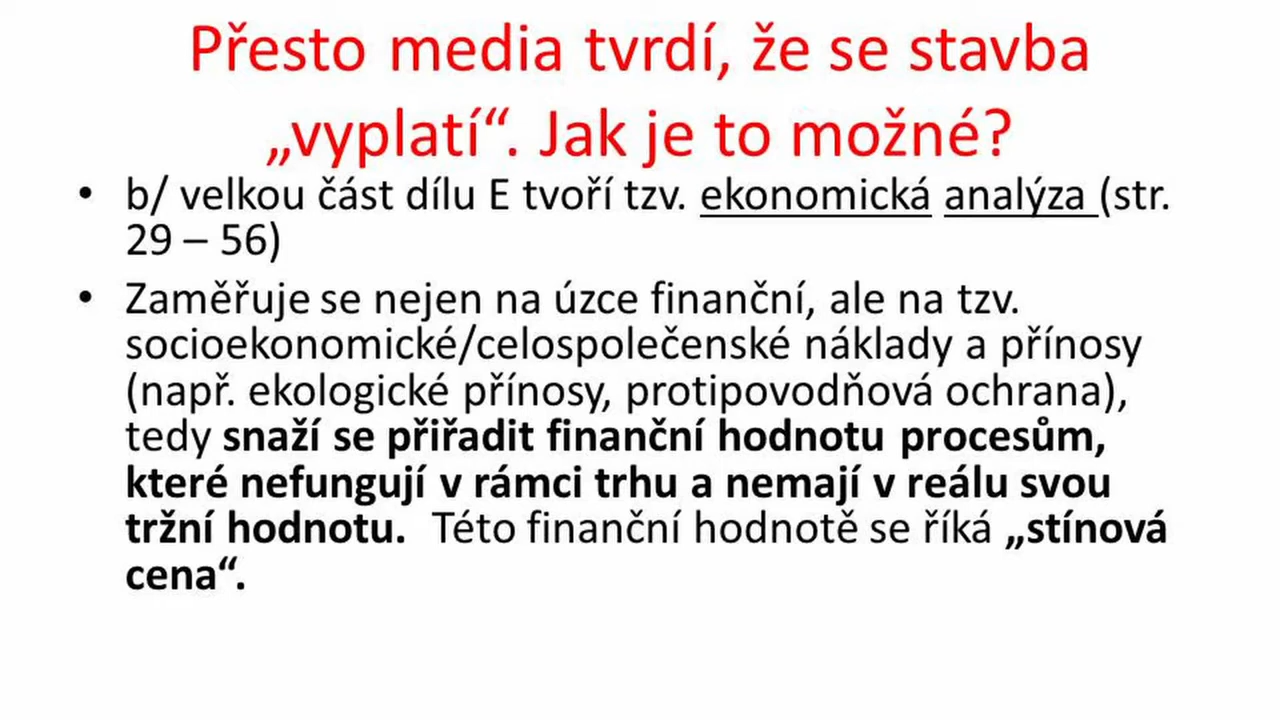 Přesto media tvrdí, že se stavba
„vyplatí“. Jak je to možné?
• b/ velkou část dílu E tvoří tzv. ekonomická analýza (str.
29 – 56)
• Zaměřuje se nejen na úzce finanční, ale na tzv.
socioekonomické/celospolečenské náklady a přínosy
(např. ekologické přínosy, protipovodňová ochrana),
tedy snaží se přiřadit finanční hodnotu procesům,
které nefungují v rámci trhu a nemají v reálu svou
tržní hodnotu. Této finanční hodnotě se říká „stínová
cena“.